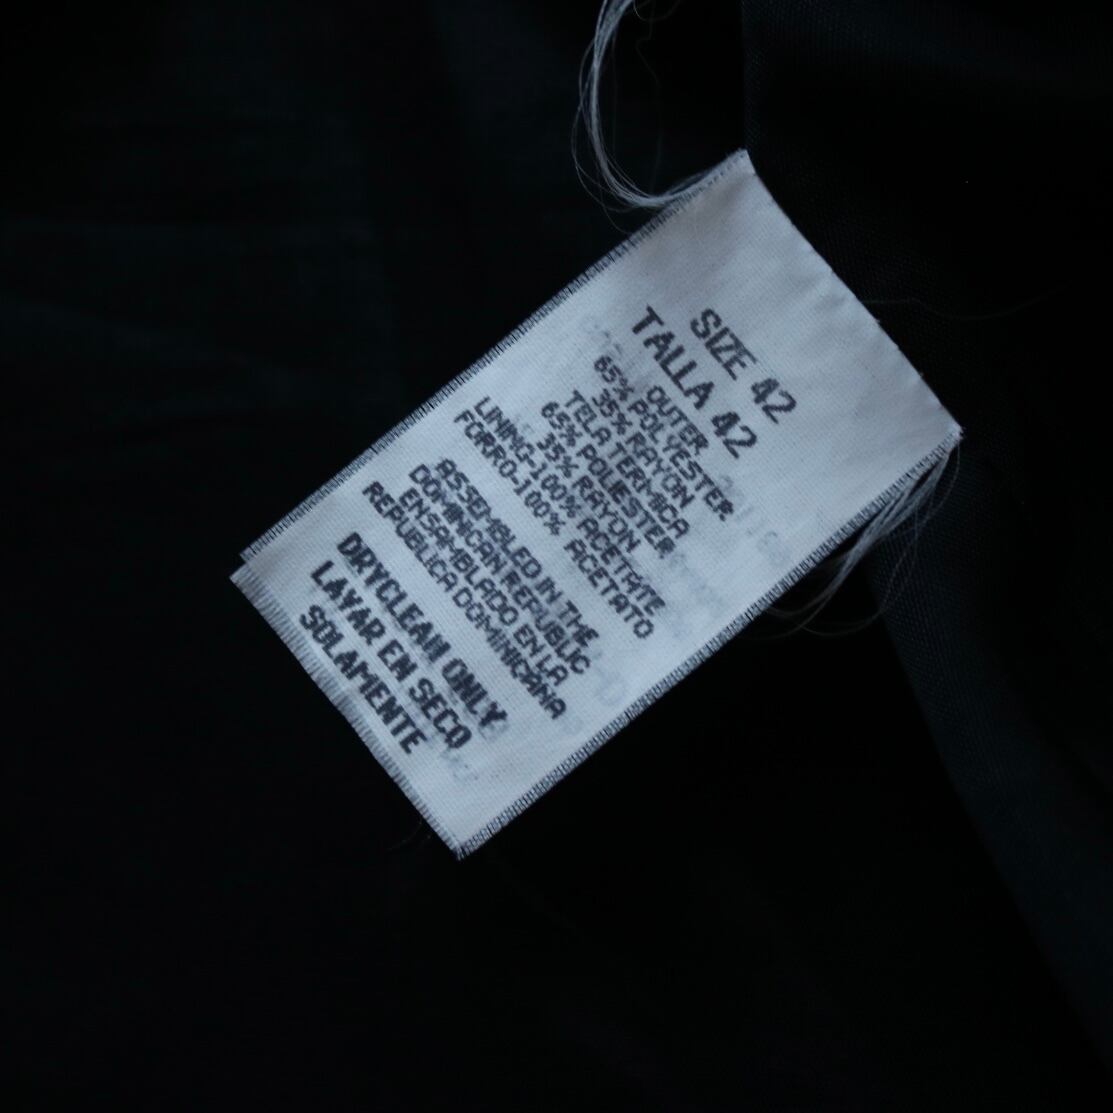 SIZE 42
TALLA 42
OUTER
65% POLYESTER
35% RAYON
TELA TERMICA
65% POLIESTER
35% RAYON
LINING-100% ACETATE
FORRO-100% ACETATO
ASSEMBLED IN THE
DOMINICAN REPUBLIC
ENSAMBLADO EN LA
REPUBLICA DOMINICANA
DRYCLEAN ONLY
LAVAR EN SECO
SOLAMENTE